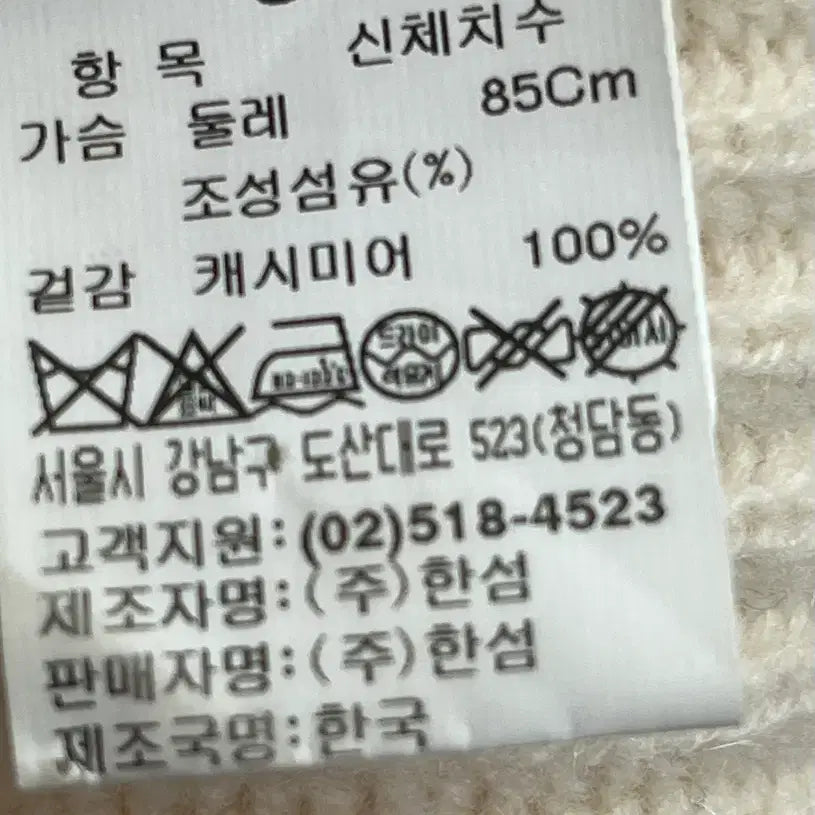 항 목 신체치수
가슴 둘레 85Cm
조성섬유(%)
겉감 캐시미어 100%
드라이
서울시 강남구 도산대로 523(청담동)
고객지원:(02)518-4523
제조자명:(주)한섬
판매자명:(주)한섬
제조국명:한국